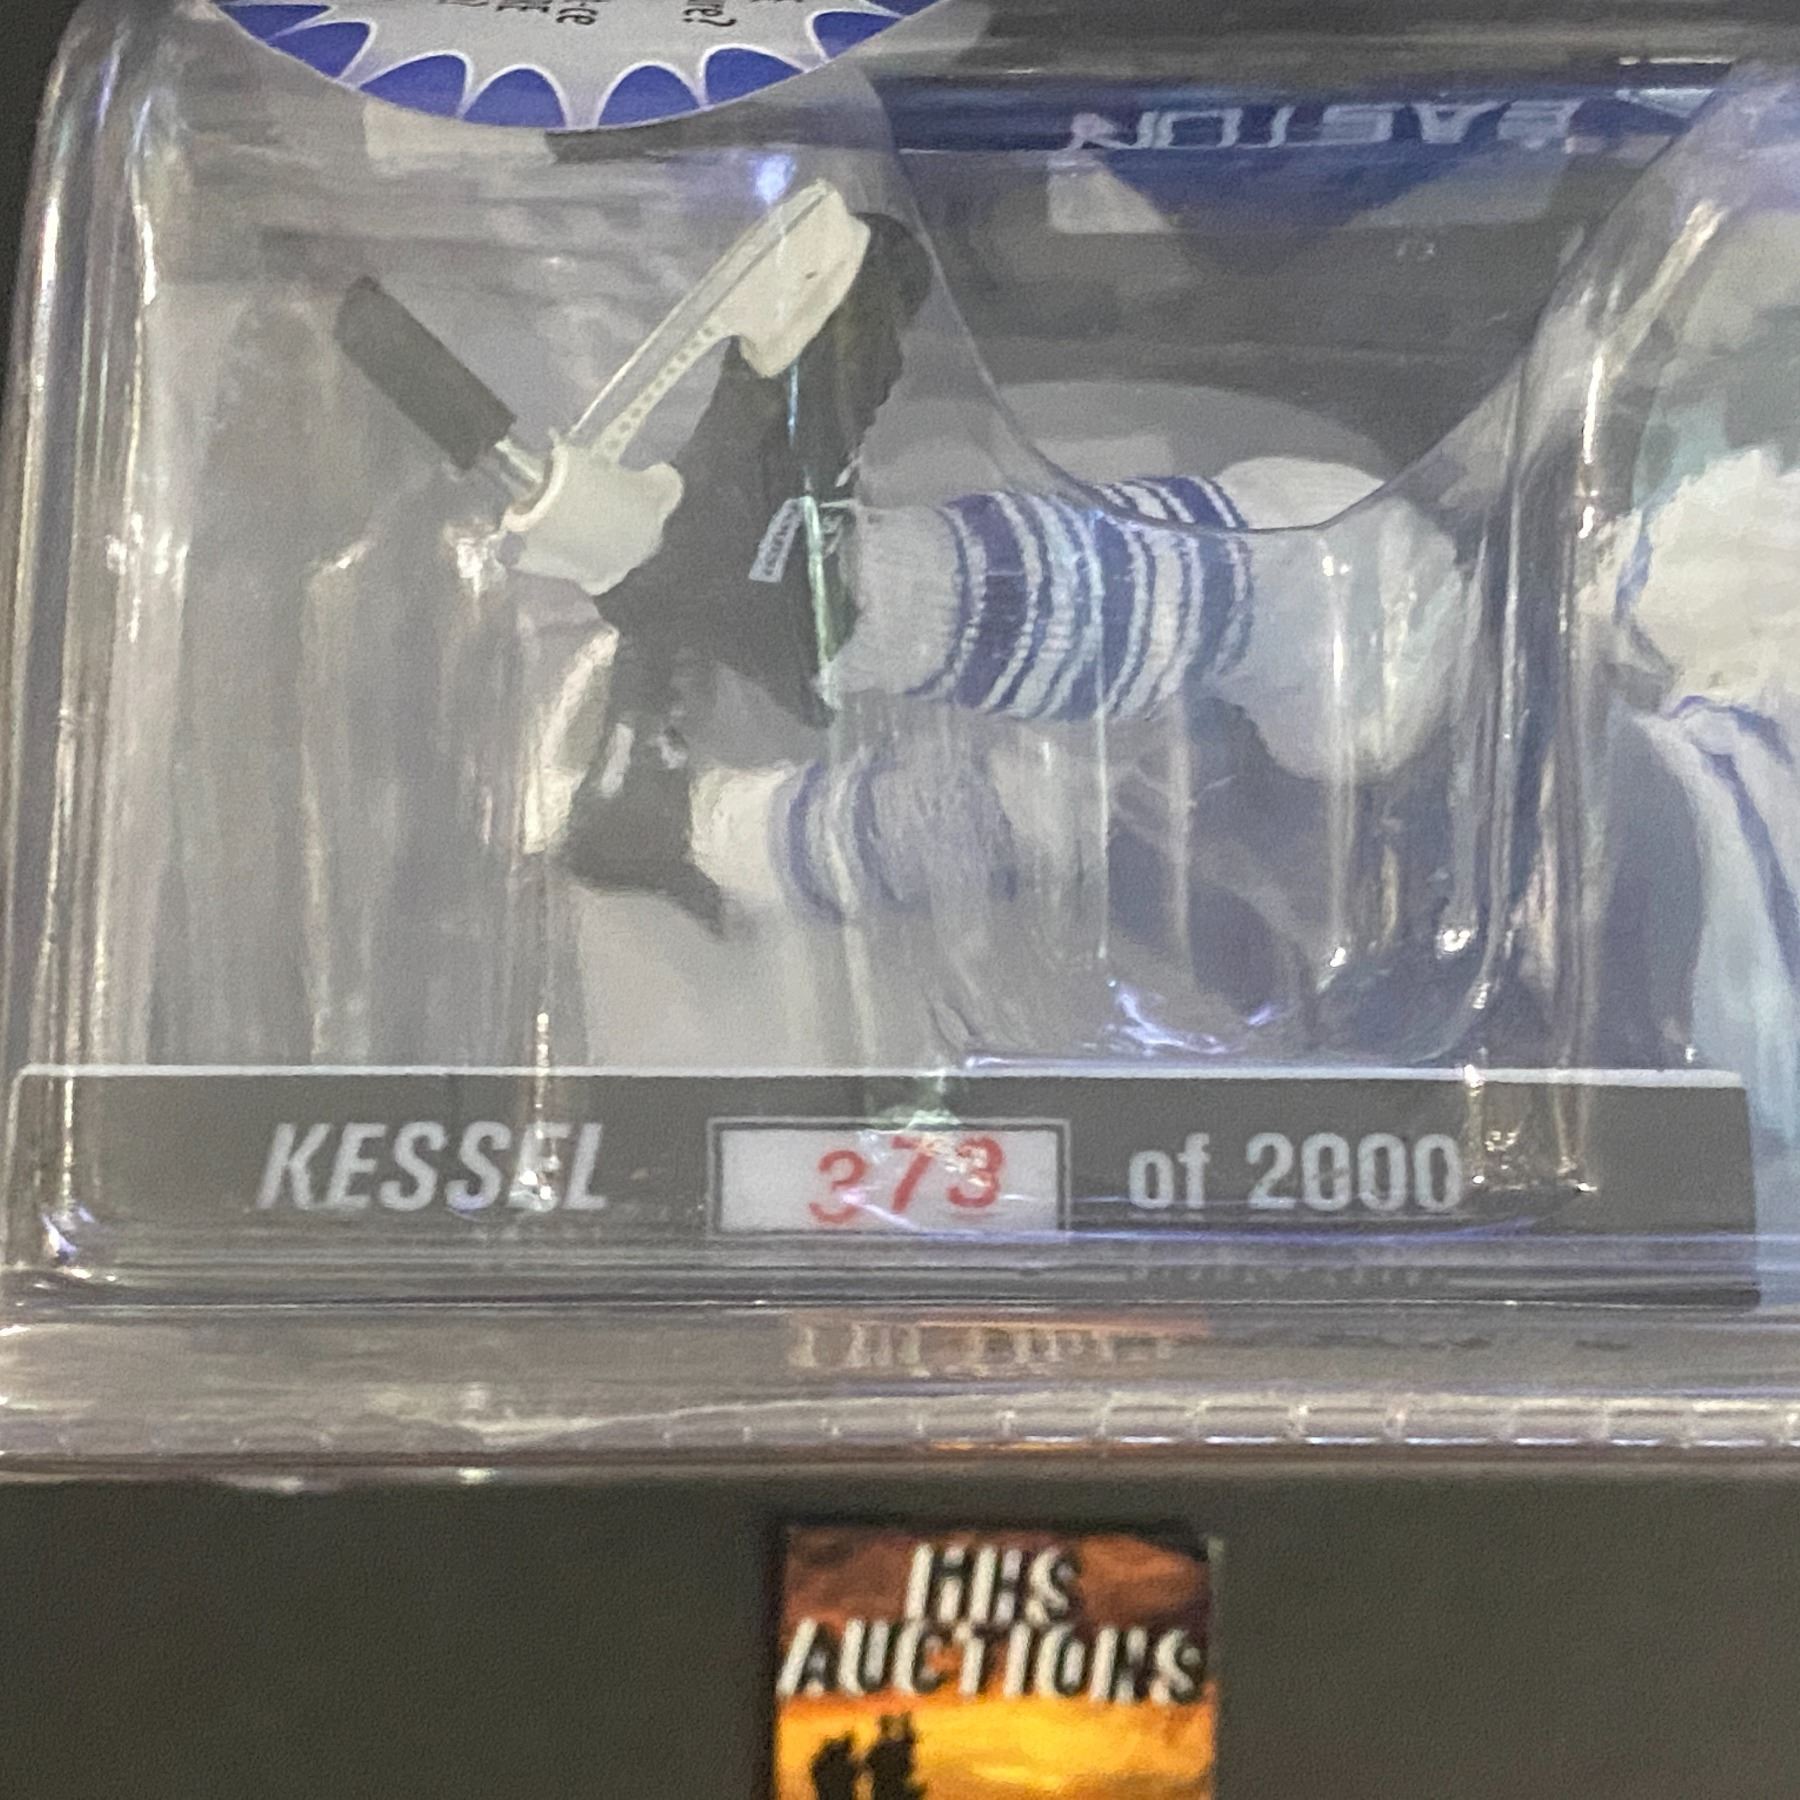 EASTON
KESSEL 373 of 2000
HHS
AUCTIONS